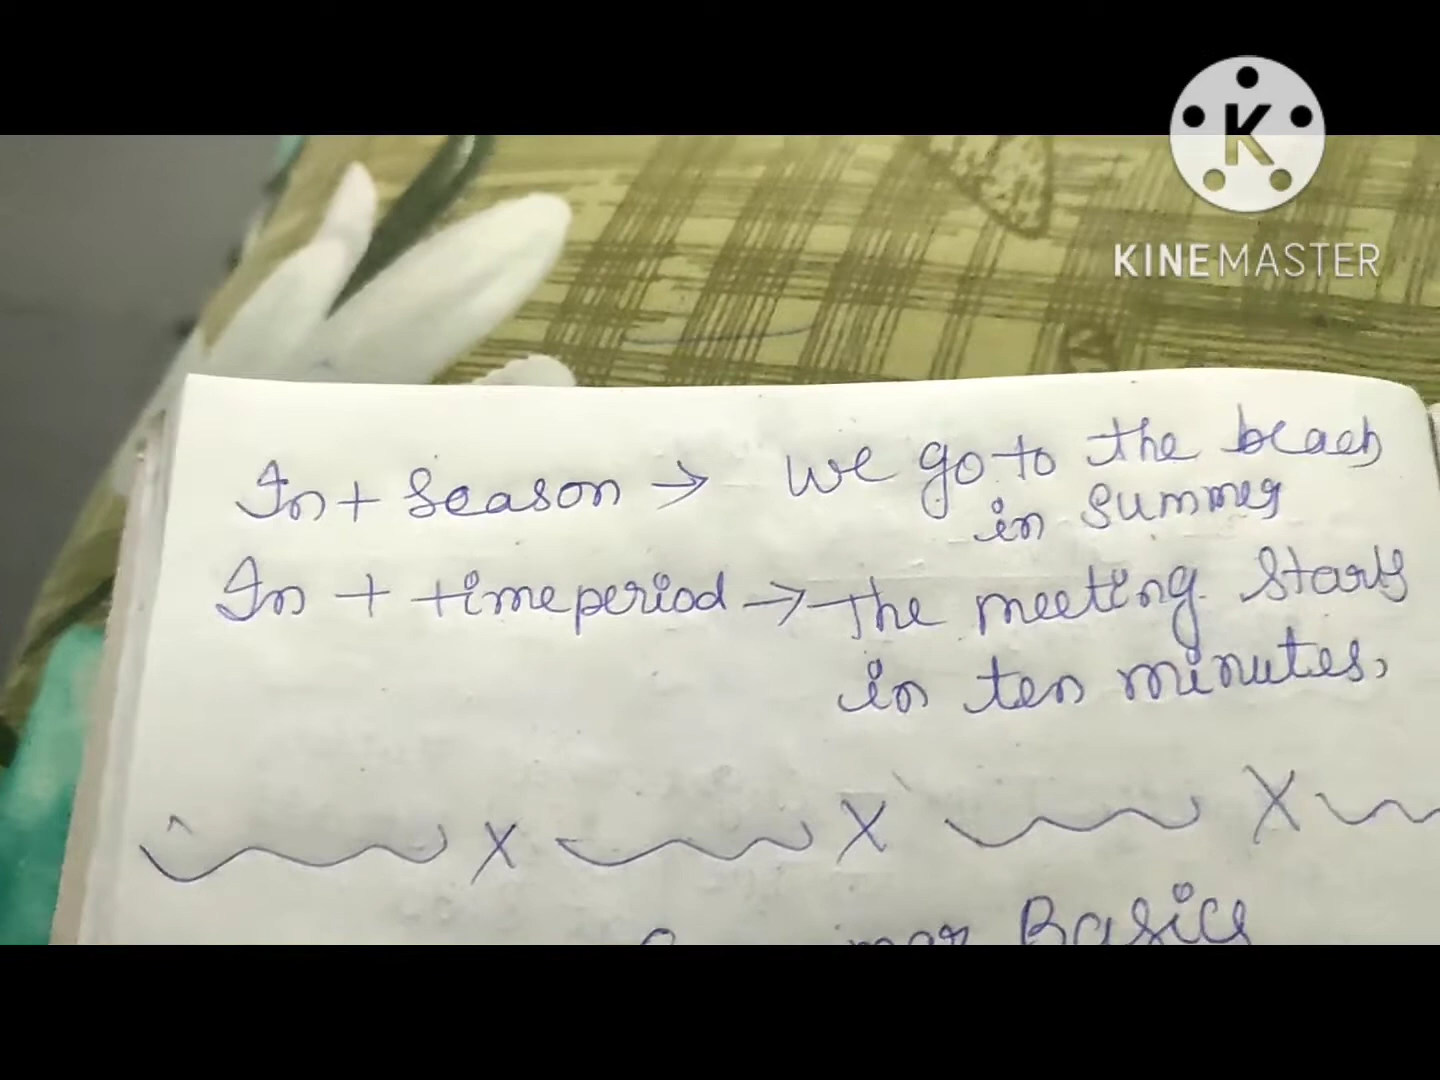 KINEMASTER
In + Season → We go to the beach
in Summer
In + timeperiod → The meeting starts
in ten minutes,
X X X
Basics